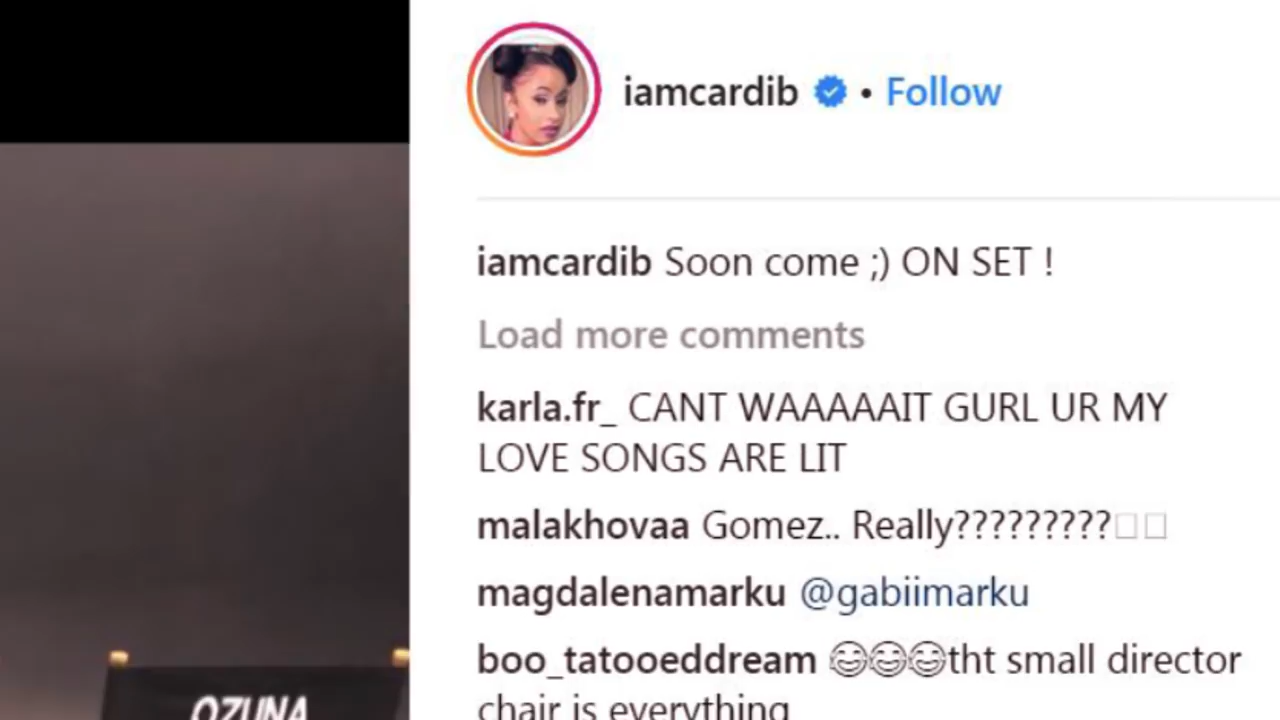 iamcardib • Follow
iamcardib Soon come ;) ON SET !
Load more comments
karla.fr_ CANT WAAAAAIT GURL UR MY
LOVE SONGS ARE LIT
malakhovaa Gomez.. Really?????????
magdalenamarku @gabiimarku
boo_tatooeddream 😂😂😂tht small director
chair is everything
OZUNA